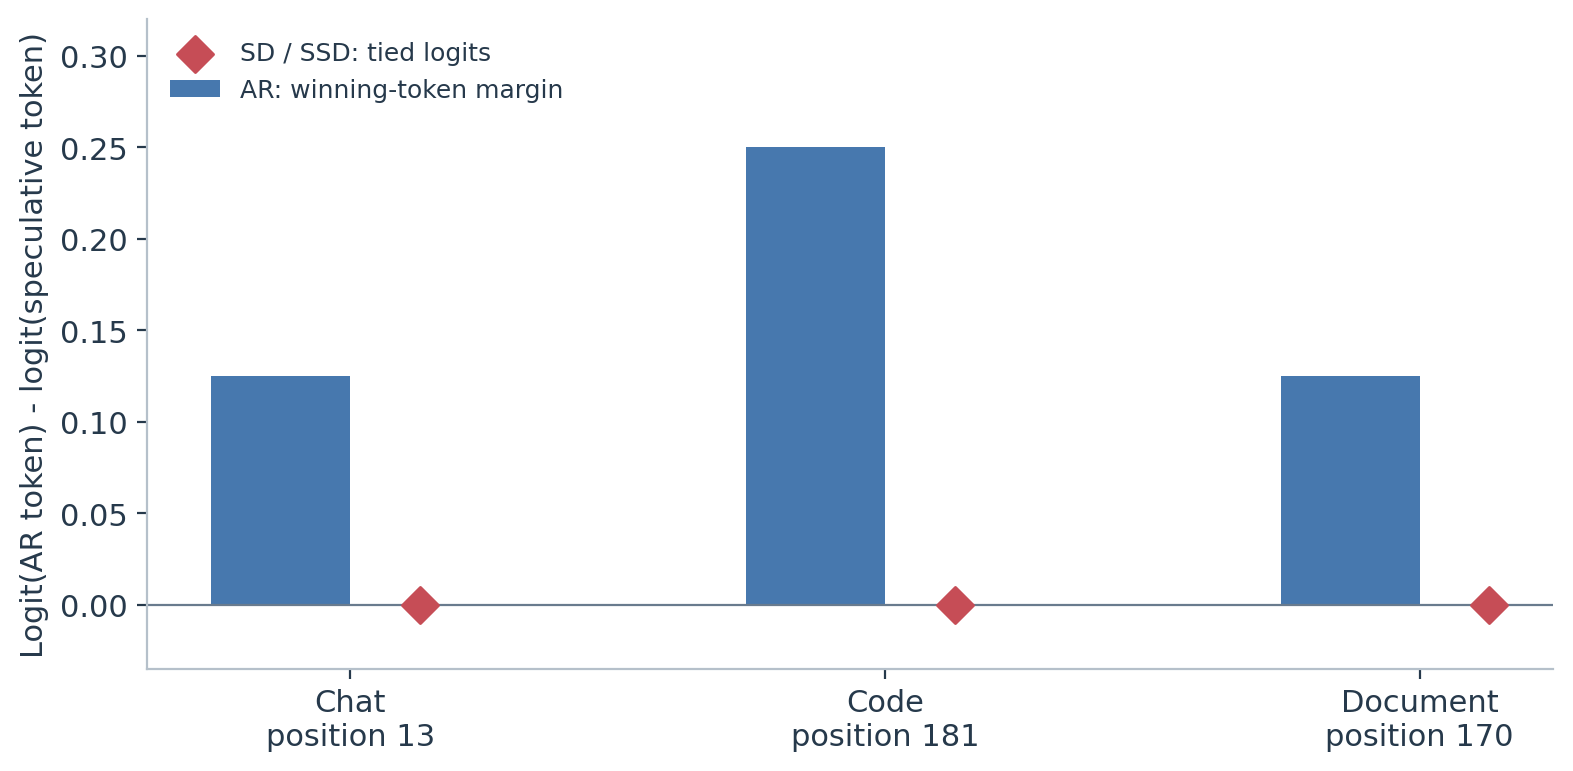 Logit(AR token) - logit(speculative token)
0.30
0.25
0.20
0.15
0.10
0.05
0.00
SD / SSD: tied logits
AR: winning-token margin
Chat
position 13
Code
position 181
Document
position 170